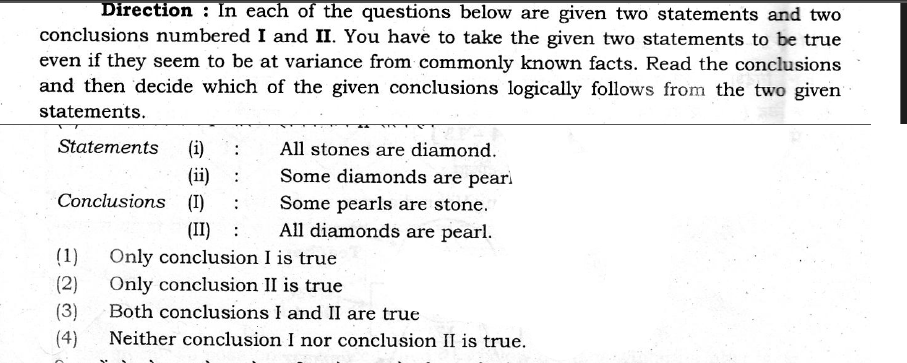 Direction : In each of the questions below are given two statements and two
conclusions numbered I and II. You have to take the given two statements to be true
even if they seem to be at variance from commonly known facts. Read the conclusions
and then decide which of the given conclusions logically follows from the two given
statements.
Statements (i) : All stones are diamond.
(ii) : Some diamonds are pearl
Conclusions (I) : Some pearls are stone.
(II) : All diamonds are pearl.
(1) Only conclusion I is true
(2) Only conclusion II is true
(3) Both conclusions I and II are true
(4) Neither conclusion I nor conclusion II is true.